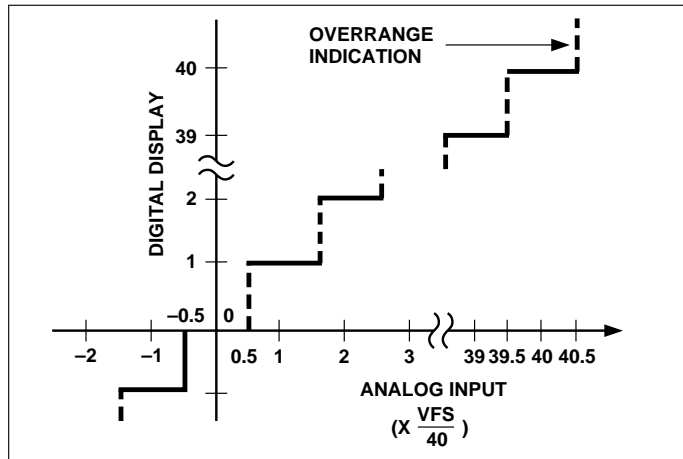 OVERRANGE
INDICATION
DIGITAL DISPLAY
40
39
2
1
–0.5 0
–2 –1 0.5 1 2 3 39 39.5 40 40.5
ANALOG INPUT
(X VFS/40)